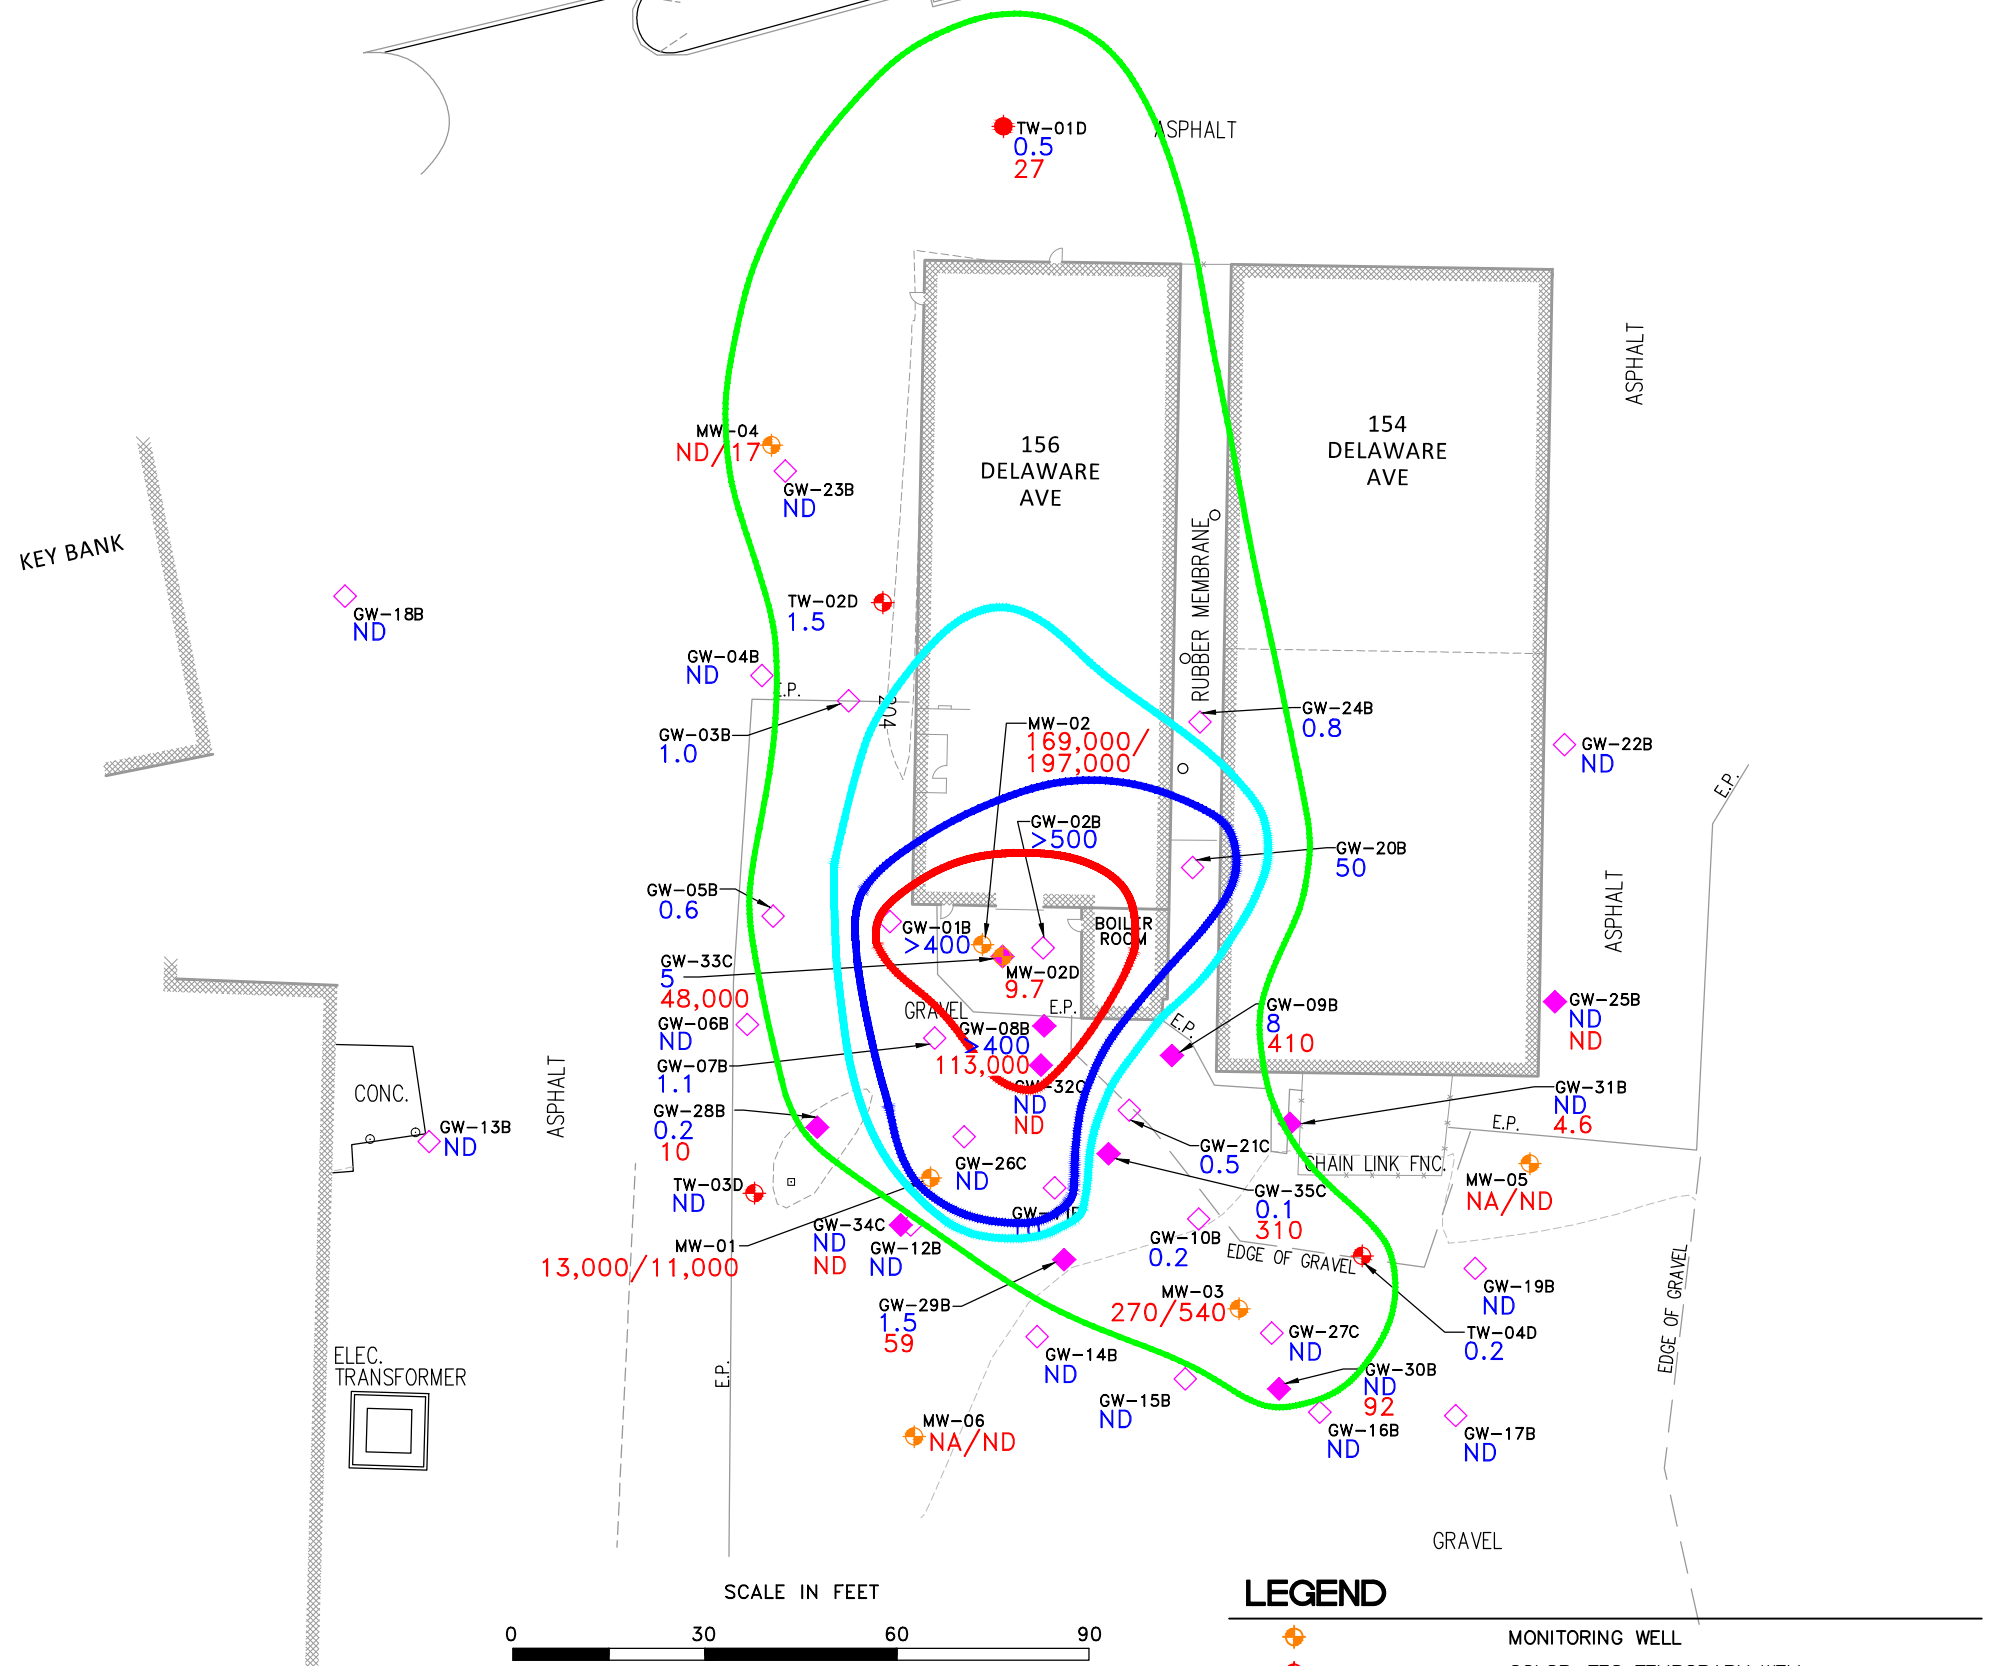 TW-01D
0.5
27
ASPHALT
156
DELAWARE
AVE
154
DELAWARE
AVE
ASPHALT
MW-04
ND/17
GW-23B
ND
KEY BANK
RUBBER MEMBRANE
GW-18B
ND
TW-02D
1.5
GW-04B
ND
E.P.
204
GW-03B
1.0
MW-02
169,000/
197,000
GW-24B
0.8
GW-22B
ND
E.P.
GW-02B
>500
GW-20B
50
GW-05B
0.6
GW-01B
>400
BOILER
ROOM
ASPHALT
GW-33C
5
48,000
MW-02D
9.7
GRAVEL
E.P.
E.P.
GW-09B
8
410
GW-25B
ND
ND
GW-06B
ND
GW-08B
>400
113,000
GW-07B
1.1
GW-32C
ND
ND
GW-31B
ND
4.6
E.P.
CONC.
ASPHALT
GW-13B
ND
GW-28B
0.2
10
GW-21C
0.5
CHAIN LINK FNC.
GW-26C
ND
TW-03D
ND
GW-35C
0.1
310
MW-05
NA/ND
GW-34C
ND
ND
GW-12B
ND
MW-01
13,000/11,000
GW-10B
0.2
EDGE OF GRAVEL
EDGE OF GRAVEL
GW-19B
ND
GW-29B
1.5
59
MW-03
270/540
GW-27C
ND
TW-04D
0.2
GW-14B
ND
GW-30B
ND
92
ELEC.
TRANSFORMER
E.P.
GW-15B
ND
GW-16B
ND
GW-17B
ND
MW-06
NA/ND
GRAVEL
SCALE IN FEET
0 30 60 90
LEGEND
MONITORING WELL